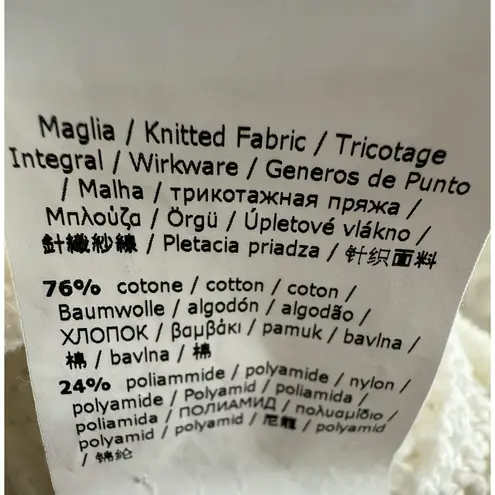 Maglia / Knitted Fabric / Tricotage
Integral / Wirkware / Generos de Punto
/ Malha / трикотажная пряжа /
Μπλούζα / Örgü / Úpletové vlákno /
針織紗線 / Pletacia priadza / 针织面料
76% cotone / cotton / coton /
Baumwolle / algodón / algodão /
ХЛОПОК / βαμβάκι / pamuk / bavlna /
棉 / bavlna / 棉
24% poliammide / polyamide / nylon /
polyamide / Polyamid / poliamida /
poliamida / ПОЛИАМИД / πολυαμίδιο /
polyamid / polyamid / 尼龍 / polyamid
/ 锦纶